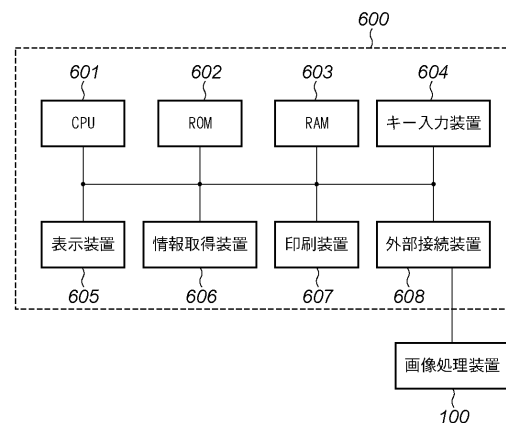 600
601 602 603 604
CPU ROM RAM キー入力装置
表示装置 情報取得装置 印刷装置 外部接続装置
605 606 607 608
画像処理装置
100